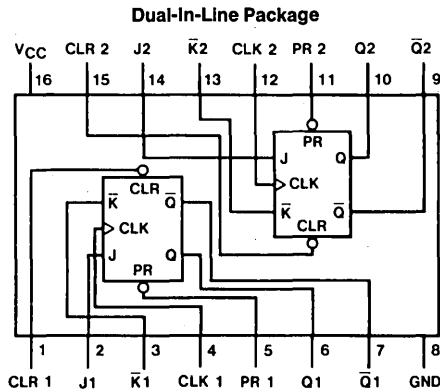 Dual-In-Line Package
VCC CLR 2 J2 K̅2 CLK 2 PR 2 Q2 Q̅2
16 15 14 13 12 11 10 9
PR
J Q
CLK
K̅ Q̅
CLR
CLR
K̅ Q̅
CLK
J Q
PR
1 2 3 4 5 6 7 8
CLR 1 J1 K̅1 CLK 1 PR 1 Q1 Q̅1 GND